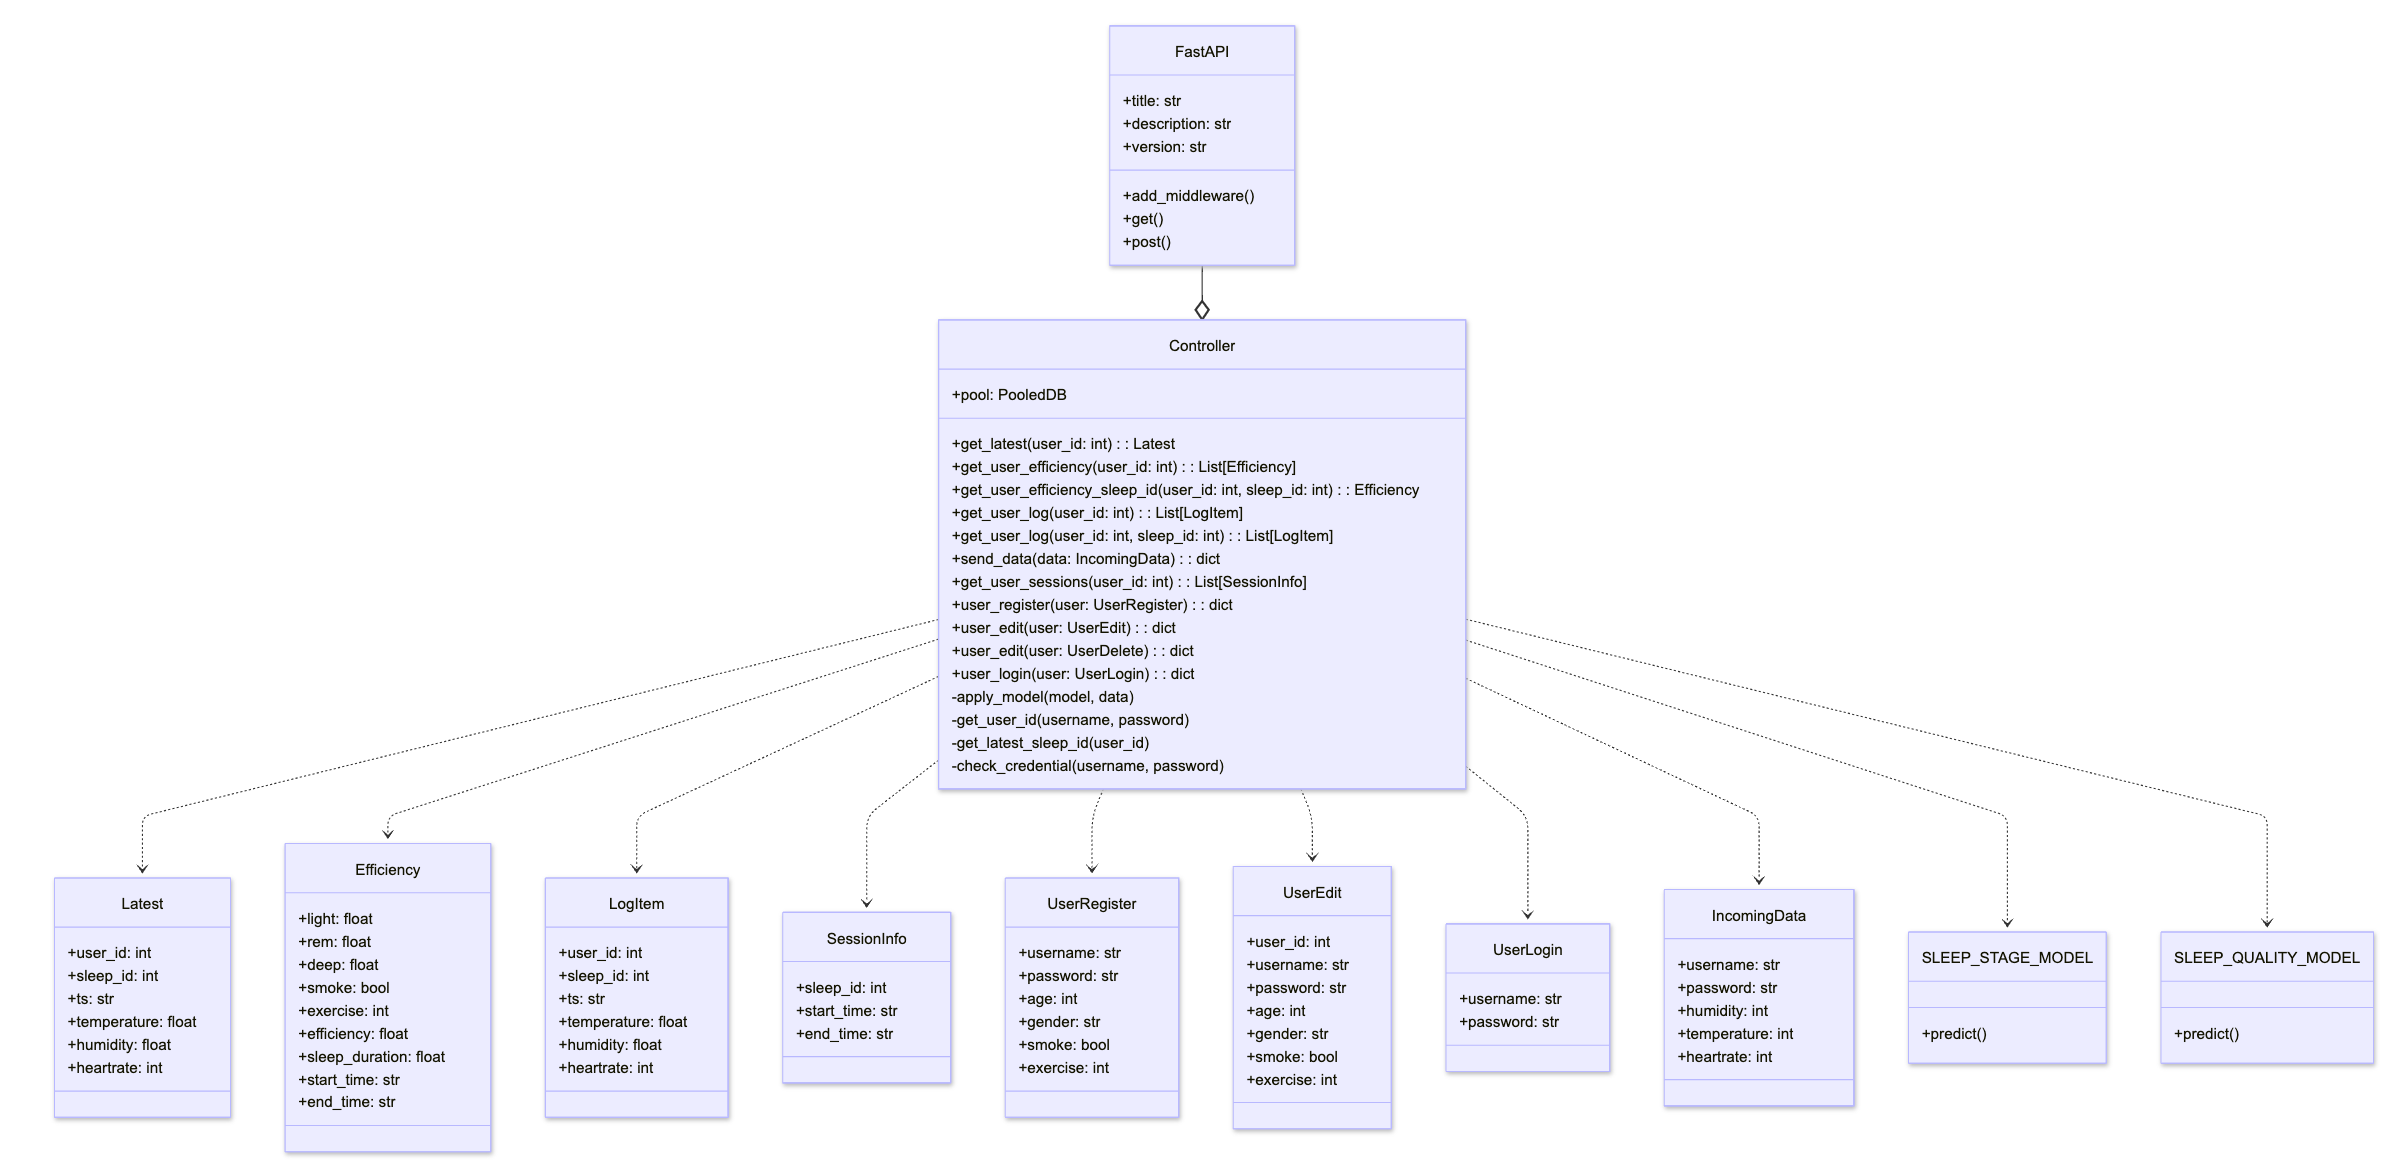 FastAPI
+title: str
+description: str
+version: str
+add_middleware()
+get()
+post()
Controller
+pool: PooledDB
+get_latest(user_id: int) : : Latest
+get_user_efficiency(user_id: int) : : List[Efficiency]
+get_user_efficiency_sleep_id(user_id: int, sleep_id: int) : : Efficiency
+get_user_log(user_id: int) : : List[LogItem]
+get_user_log(user_id: int, sleep_id: int) : : List[LogItem]
+send_data(data: IncomingData) : : dict
+get_user_sessions(user_id: int) : : List[SessionInfo]
+user_register(user: UserRegister) : : dict
+user_edit(user: UserEdit) : : dict
+user_edit(user: UserDelete) : : dict
+user_login(user: UserLogin) : : dict
-apply_model(model, data)
-get_user_id(username, password)
-get_latest_sleep_id(user_id)
-check_credential(username, password)
Latest
+user_id: int
+sleep_id: int
+ts: str
+temperature: float
+humidity: float
+heartrate: int
Efficiency
+light: float
+rem: float
+deep: float
+smoke: bool
+exercise: int
+efficiency: float
+sleep_duration: float
+start_time: str
+end_time: str
LogItem
+user_id: int
+sleep_id: int
+ts: str
+temperature: float
+humidity: float
+heartrate: int
SessionInfo
+sleep_id: int
+start_time: str
+end_time: str
UserRegister
+username: str
+password: str
+age: int
+gender: str
+smoke: bool
+exercise: int
UserEdit
+user_id: int
+username: str
+password: str
+age: int
+gender: str
+smoke: bool
+exercise: int
UserLogin
+username: str
+password: str
IncomingData
+username: str
+password: str
+humidity: int
+temperature: int
+heartrate: int
SLEEP_STAGE_MODEL
+predict()
SLEEP_QUALITY_MODEL
+predict()